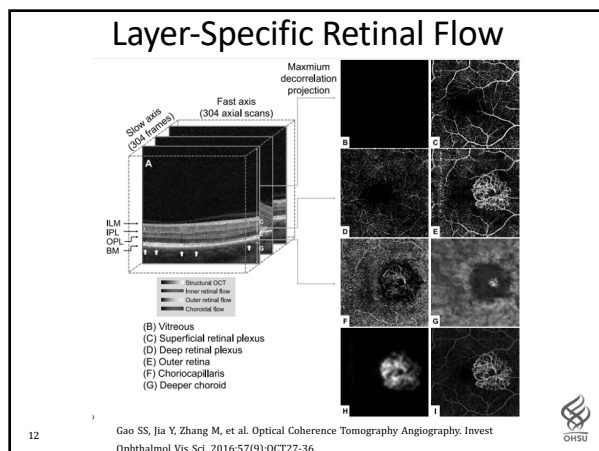 Layer-Specific Retinal Flow
Maxmium
decorrelation
projection
Fast axis
(304 axial scans)
Slow axis
(304 frames)
A
B
C
ILM
IPL
OPL
BM
G
D
E
Structural OCT
Inner retinal flow
Outer retinal flow
Choroidal flow
F
G
(B) Vitreous
(C) Superficial retinal plexus
(D) Deep retinal plexus
(E) Outer retina
(F) Choriocapillaris
(G) Deeper choroid
H
I
12
Gao SS, Jia Y, Zhang M, et al. Optical Coherence Tomography Angiography. Invest
Ophthalmol Vis Sci. 2016;57(9):OCT27-36.
OHSU